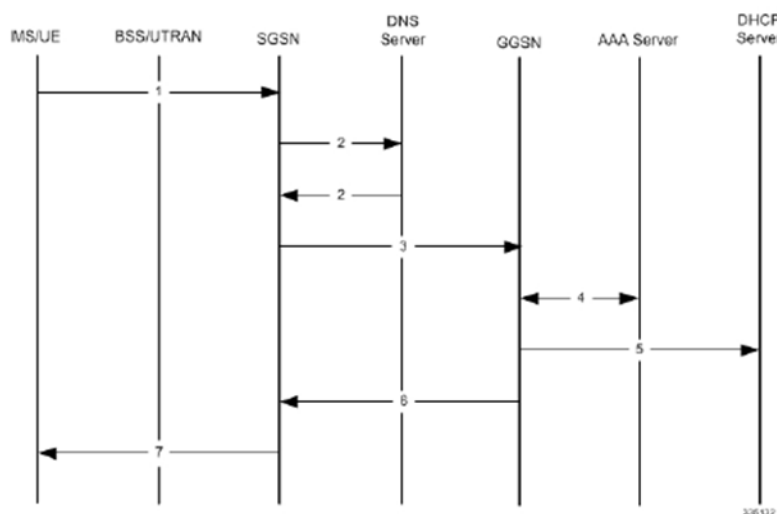 MS/UE
BSS/UTRAN
SGSN
DNS
Server
GGSN
AAA Server
DHCP
Server
1
2
2
3
4
5
6
7